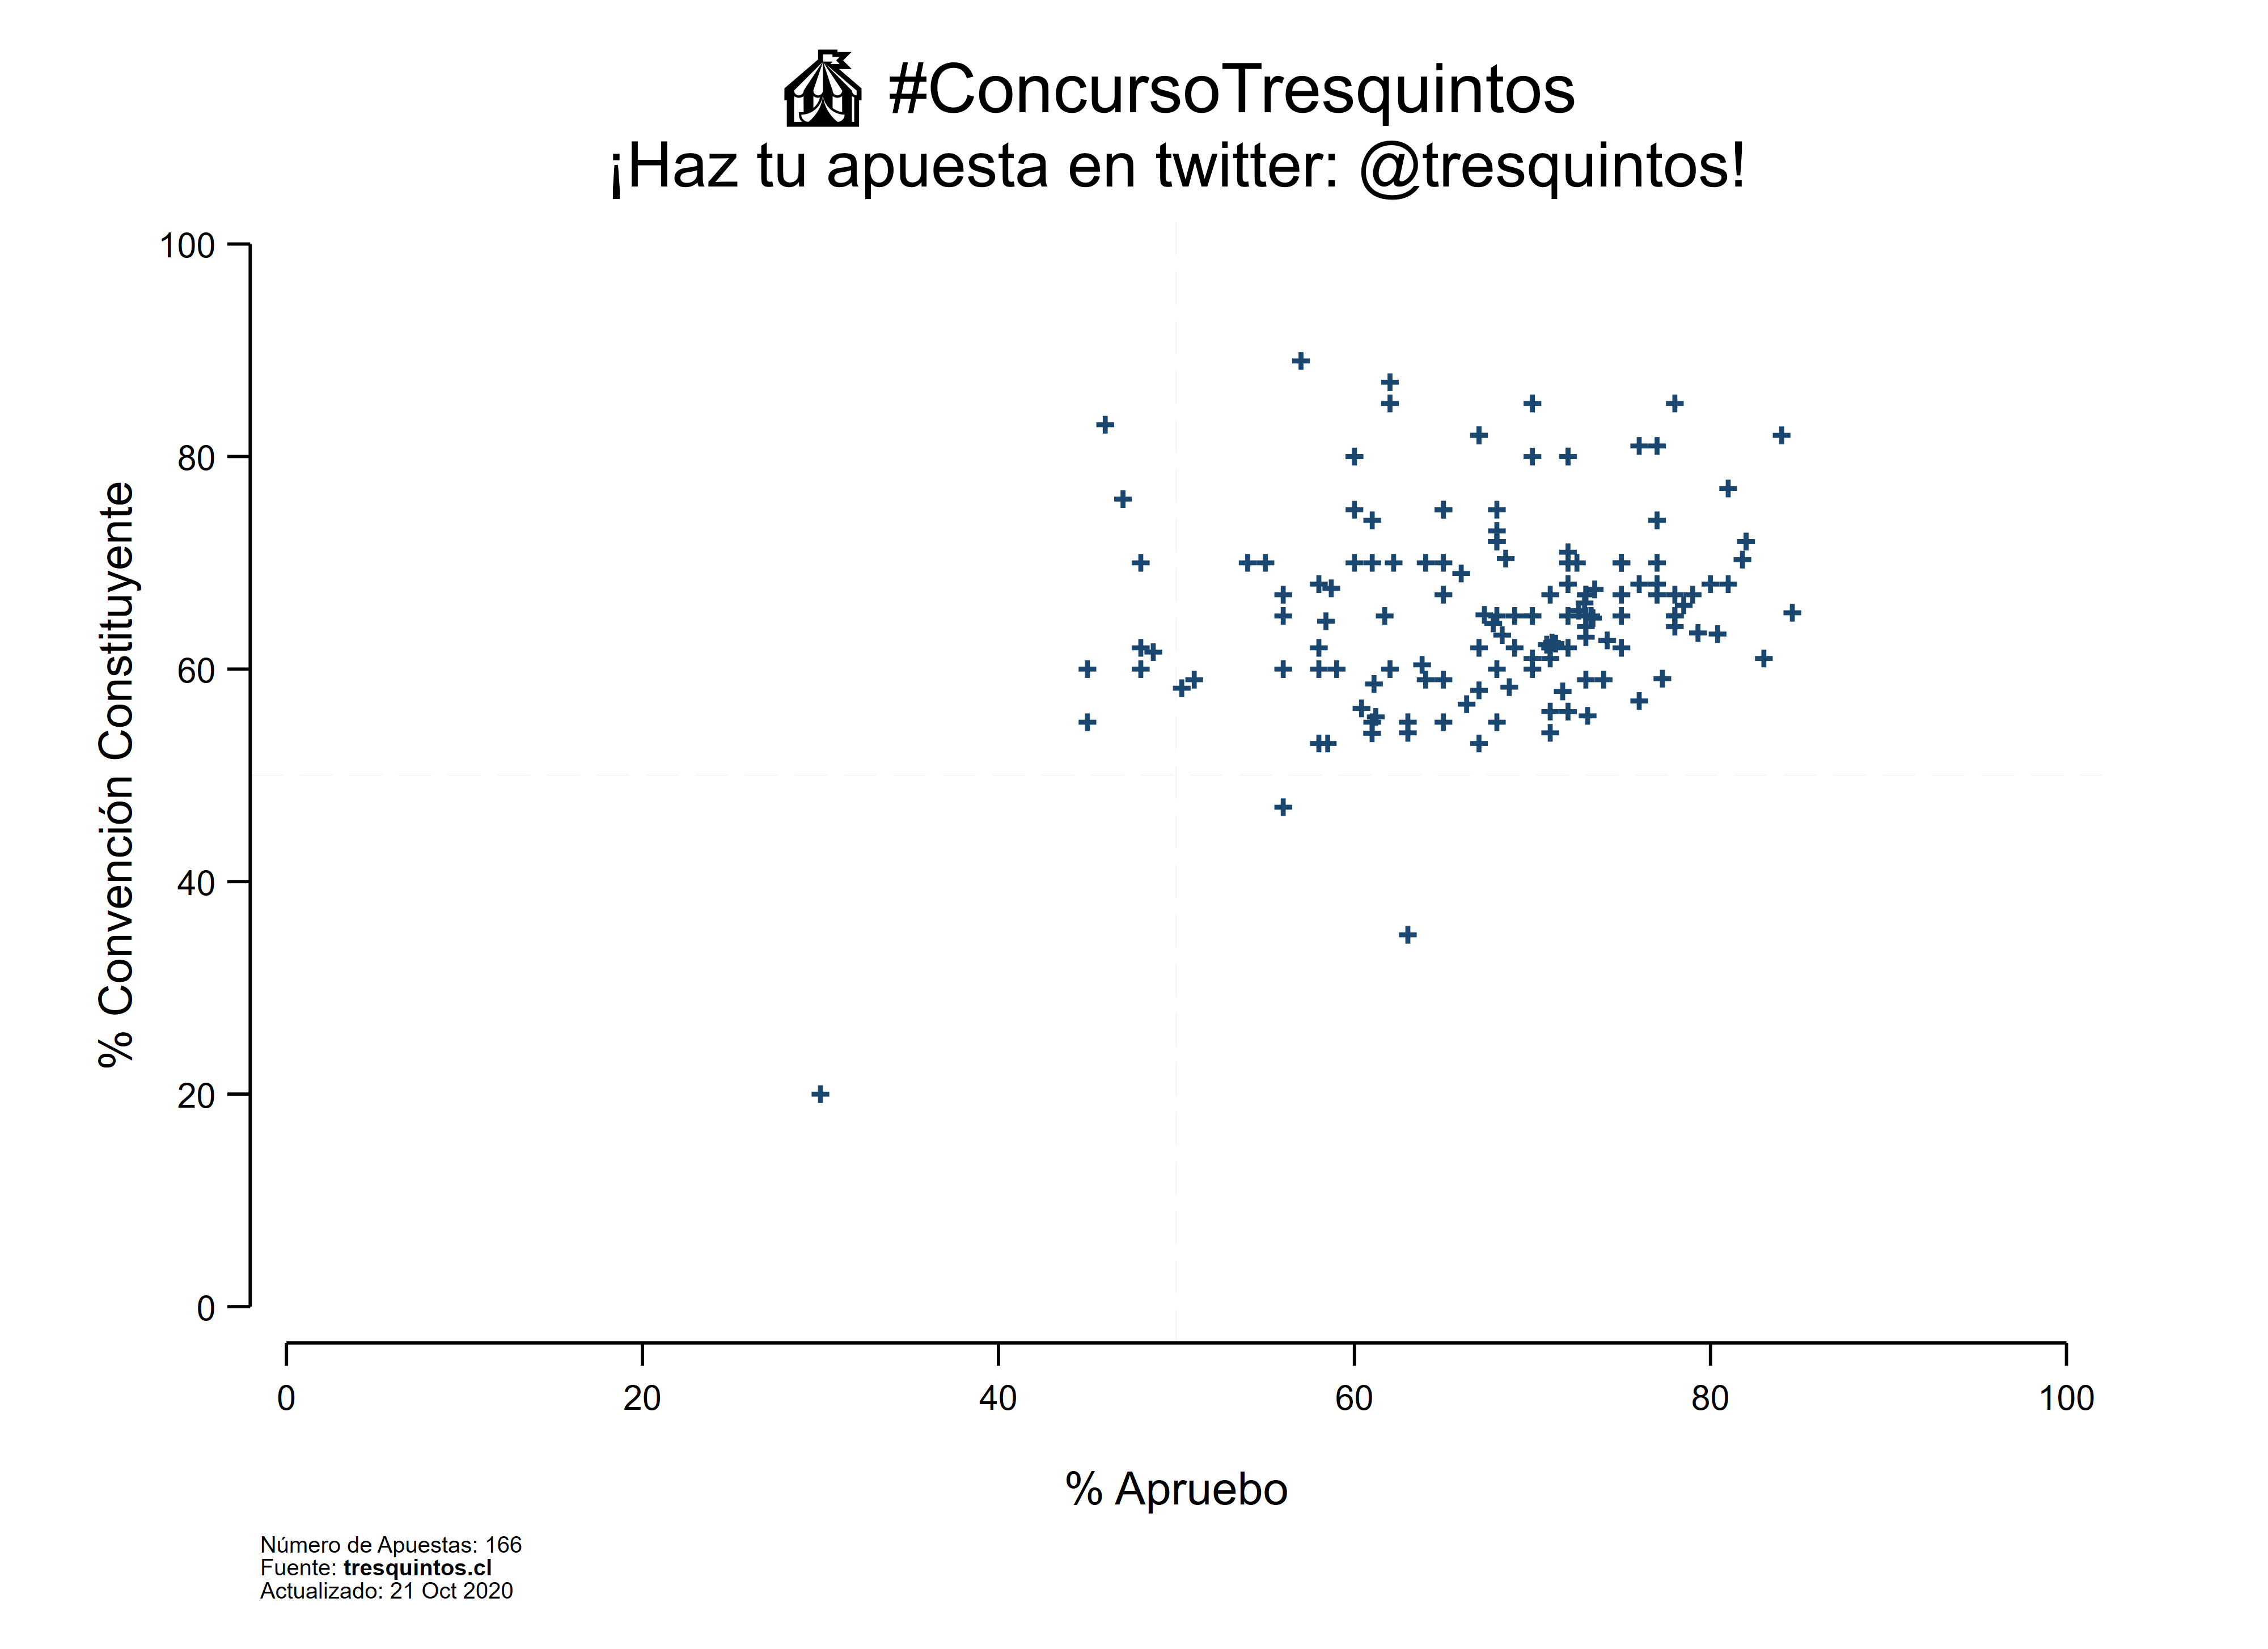 #ConcursoTresquintos
¡Haz tu apuesta en twitter: @tresquintos!
% Convención Constituyente
100
80
60
40
20
0
0 20 40 60 80 100
% Apruebo
Número de Apuestas: 166
Fuente: tresquintos.cl
Actualizado: 21 Oct 2020